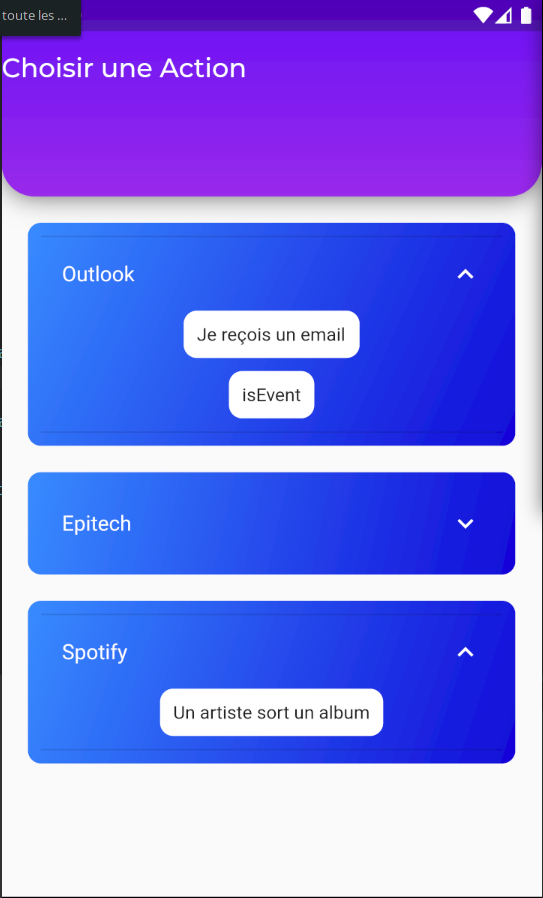 toute les ...
Choisir une Action
Outlook
Je reçois un email
isEvent
Epitech
Spotify
Un artiste sort un album